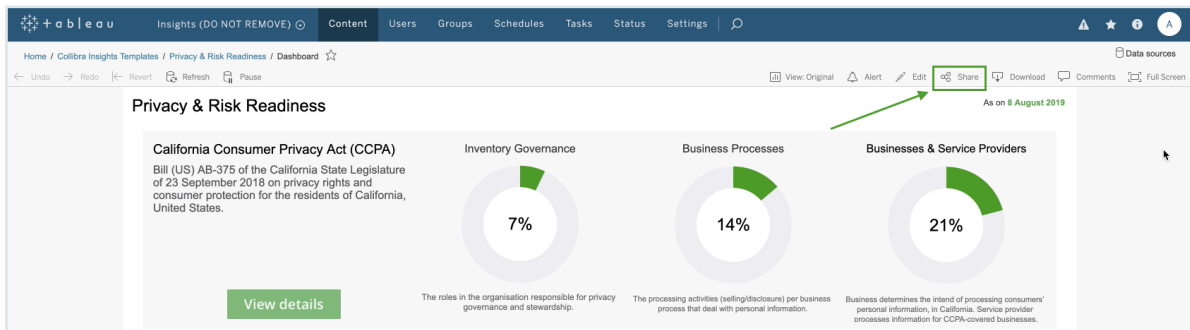 + a b | e a u Insights (DO NOT REMOVE) Content Users Groups Schedules Tasks Status Settings A
Home / Collibra Insights Templates / Privacy & Risk Readiness / Dashboard Data sources
Undo Redo Revert Refresh Pause View: Original Alert Edit Share Download Comments Full Screen
Privacy & Risk Readiness As on 8 August 2019
California Consumer Privacy Act (CCPA)
Bill (US) AB-375 of the California State Legislature
of 23 September 2018 on privacy rights and
consumer protection for the residents of California,
United States.
View details
Inventory Governance
7%
The roles in the organisation responsible for privacy
governance and stewardship.
Business Processes
14%
The processing activities (selling/disclosure) per business
process that deal with personal information.
Businesses & Service Providers
21%
Business determines the intend of processing consumers'
personal information, in California. Service provider
processes information for CCPA-covered businesses.